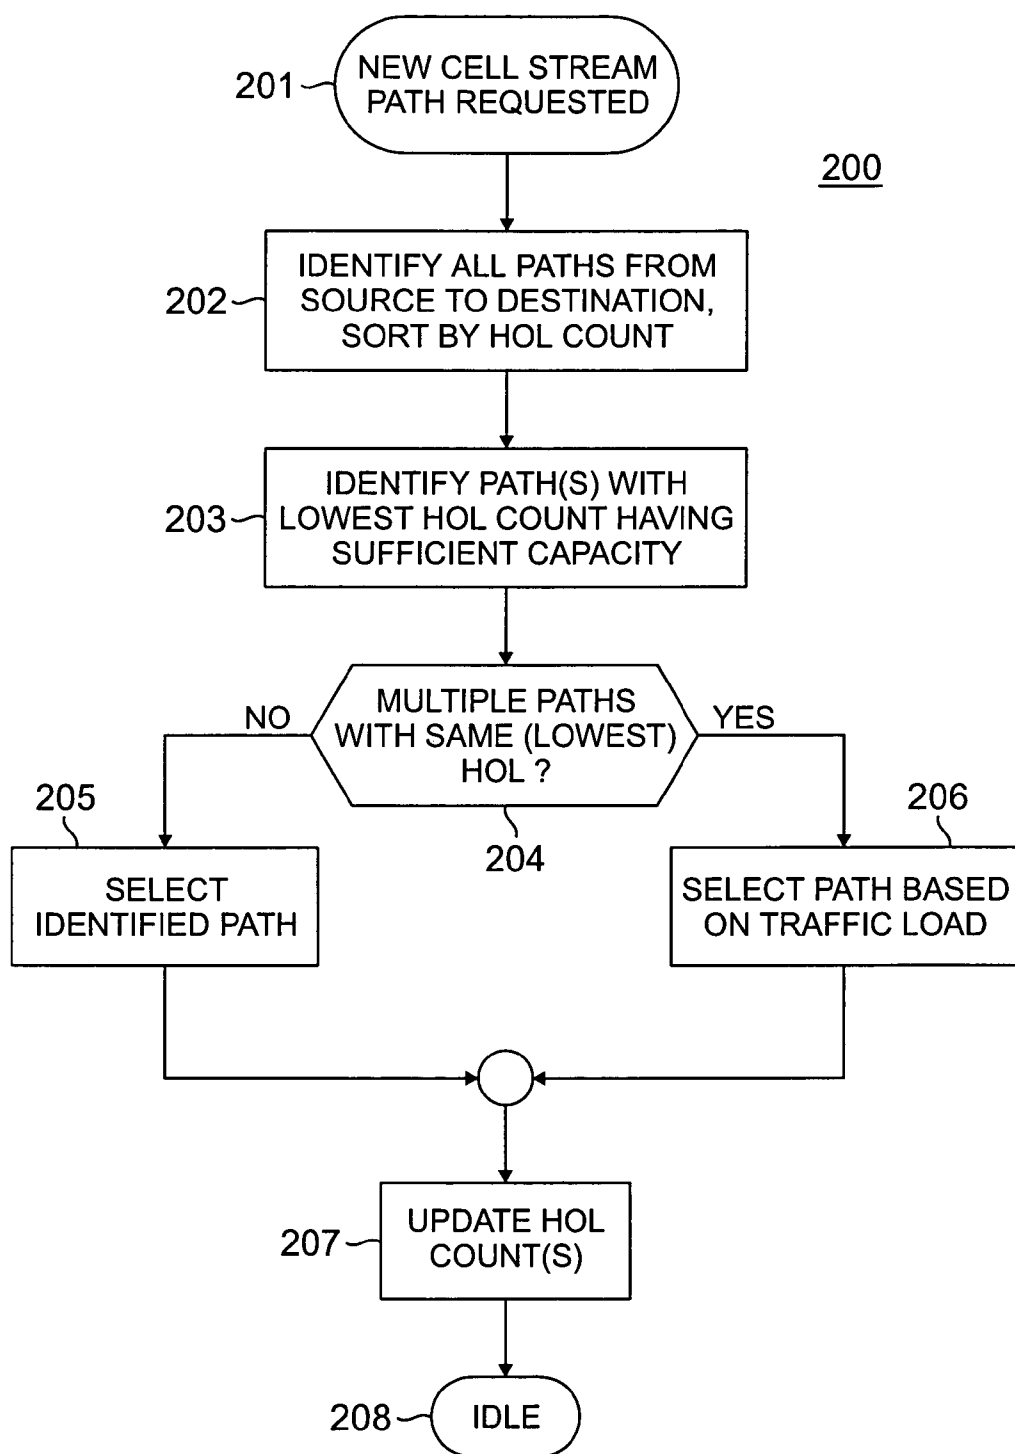 NEW CELL STREAM
PATH REQUESTED
201
200
IDENTIFY ALL PATHS FROM
SOURCE TO DESTINATION,
SORT BY HOL COUNT
202
IDENTIFY PATH(S) WITH
LOWEST HOL COUNT HAVING
SUFFICIENT CAPACITY
203
MULTIPLE PATHS
WITH SAME (LOWEST)
HOL ?
NO
YES
204
205
206
SELECT
IDENTIFIED PATH
SELECT PATH BASED
ON TRAFFIC LOAD
UPDATE HOL
COUNT(S)
207
208
IDLE